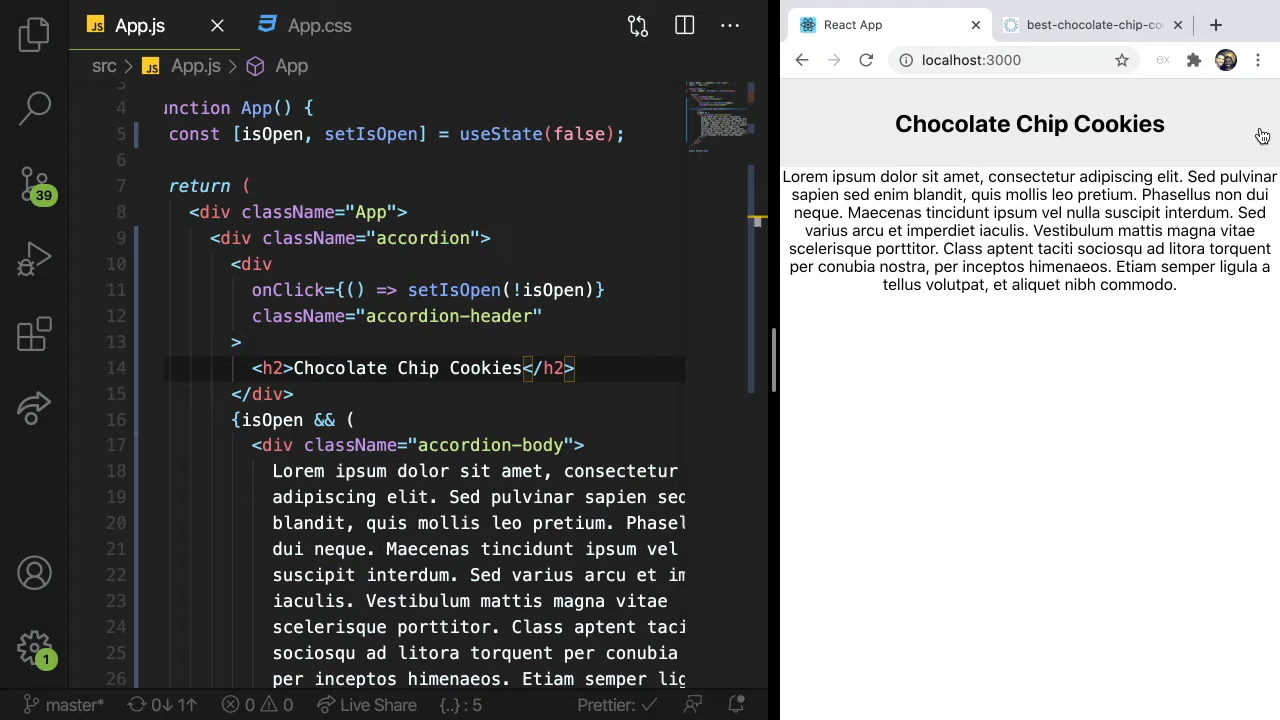 JS App.js
App.css
src > JS App.js > App
3
4 unction App() {
5 const [isOpen, setIsOpen] = useState(false);
6
7 return (
8 <div className="App">
9 <div className="accordion">
10 <div
11 onClick={() => setIsOpen(!isOpen)}
12 className="accordion-header"
13 >
14 <h2>Chocolate Chip Cookies</h2>
15 </div>
16 {isOpen && (
17 <div className="accordion-body">
18 Lorem ipsum dolor sit amet, consectetur
19 adipiscing elit. Sed pulvinar sapien sed
20 blandit, quis mollis leo pretium. Phasel
21 dui neque. Maecenas tincidunt ipsum vel
22 suscipit interdum. Sed varius arcu et im
23 iaculis. Vestibulum mattis magna vitae
24 scelerisque porttitor. Class aptent taci
25 sociosqu ad litora torquent per conubia
26 per inceptos himenaeos. Etiam semper lig
39
1
master* 0↓ 1↑ 0 0 Live Share {..} : 5 Prettier: ✓
React App
best-chocolate-chip-co
localhost:3000
ex
Chocolate Chip Cookies
Lorem ipsum dolor sit amet, consectetur adipiscing elit. Sed pulvinar
sapien sed enim blandit, quis mollis leo pretium. Phasellus non dui
neque. Maecenas tincidunt ipsum vel nulla suscipit interdum. Sed
varius arcu et imperdiet iaculis. Vestibulum mattis magna vitae
scelerisque porttitor. Class aptent taciti sociosqu ad litora torquent
per conubia nostra, per inceptos himenaeos. Etiam semper ligula a
tellus volutpat, et aliquet nibh commodo.